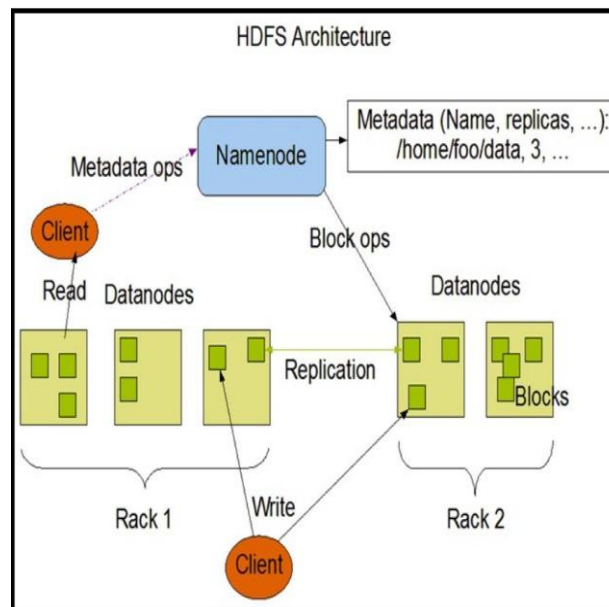 HDFS Architecture
Metadata (Name, replicas, ...):
/home/foo/data, 3, ...
Namenode
Metadata ops
Client
Block ops
Read
Datanodes
Datanodes
Replication
Blocks
Rack 1
Write
Rack 2
Client